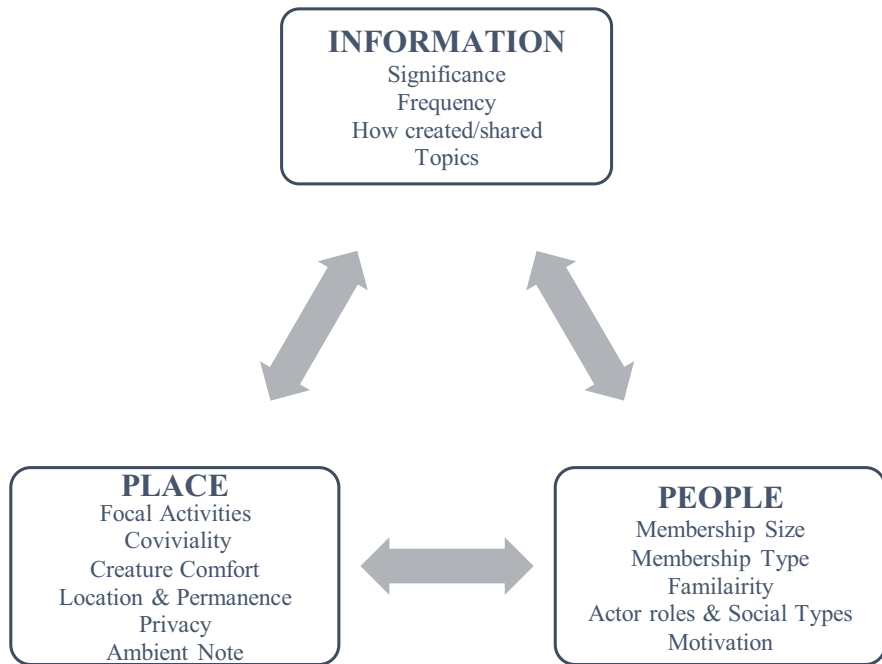 INFORMATION
Significance
Frequency
How created/shared
Topics
PLACE
Focal Activities
Coviviality
Creature Comfort
Location & Permanence
Privacy
Ambient Note
PEOPLE
Membership Size
Membership Type
Familairity
Actor roles & Social Types
Motivation